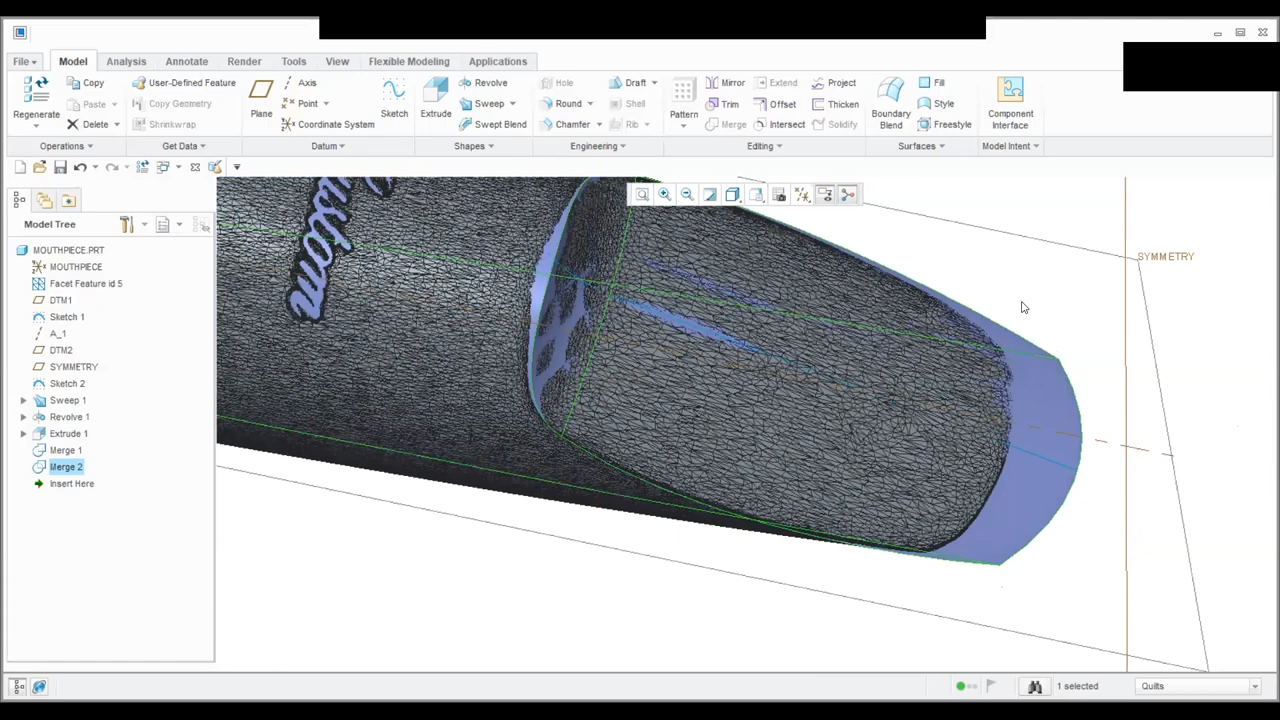 File Model Analysis Annotate Render Tools View Flexible Modeling Applications
Regenerate
Copy
Paste
Delete
Operations
User-Defined Feature
Copy Geometry
Shrinkwrap
Get Data
Plane
Axis
Point
Coordinate System
Sketch
Datum
Extrude
Revolve
Sweep
Swept Blend
Shapes
Hole
Round
Chamfer
Draft
Shell
Rib
Engineering
Pattern
Mirror
Trim
Merge
Extend
Offset
Intersect
Project
Thicken
Solidify
Editing
Boundary
Blend
Fill
Style
Freestyle
Surfaces
Component
Interface
Model Intent
Model Tree
MOUTHPIECE.PRT
MOUTHPIECE
Facet Feature id 5
DTM1
Sketch 1
A_1
DTM2
SYMMETRY
Sketch 2
Sweep 1
Revolve 1
Extrude 1
Merge 1
Merge 2
Insert Here
SYMMETRY
1 selected
Quilts